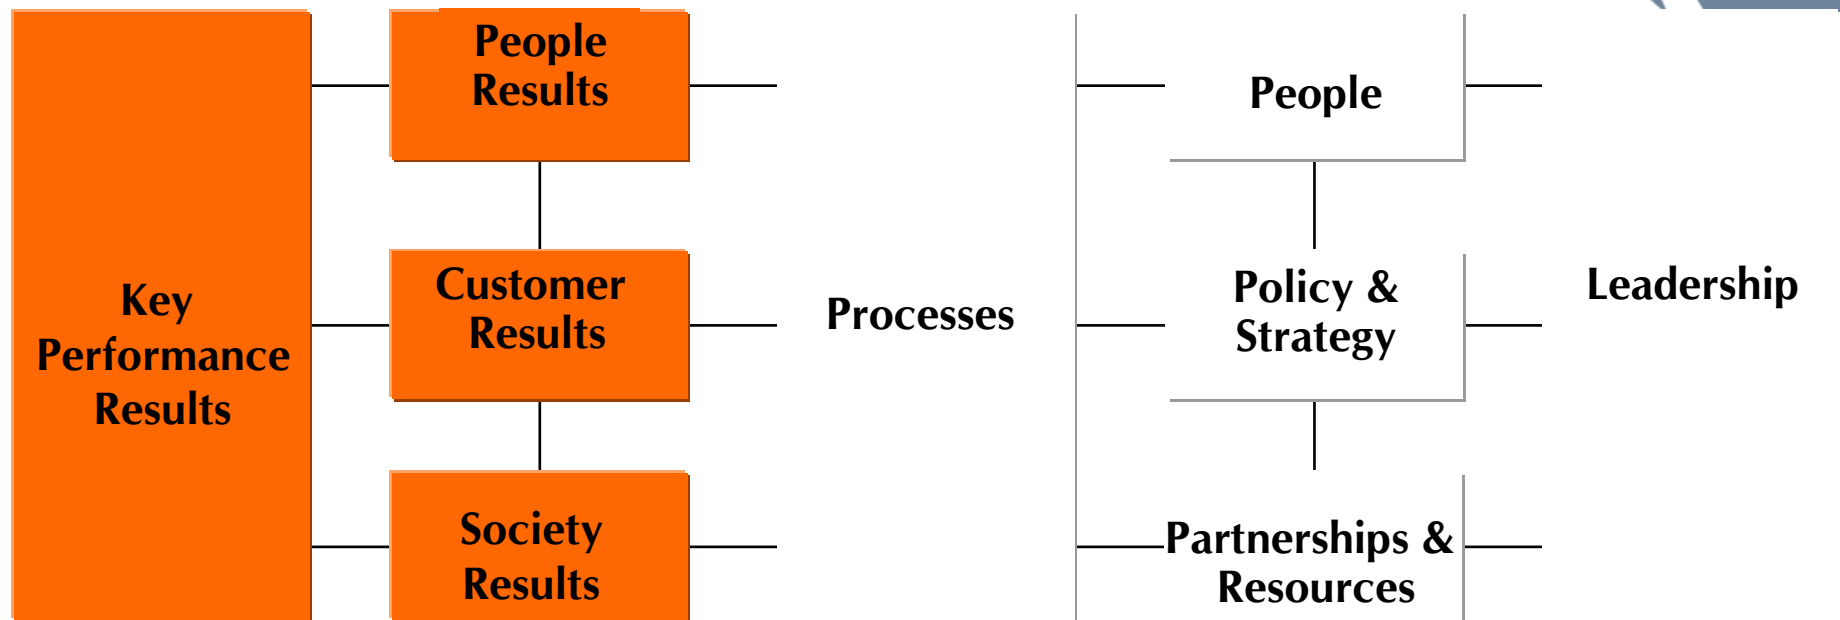 Key
Performance
Results
People
Results
Customer
Results
Society
Results
Processes
People
Policy &
Strategy
Partnerships &
Resources
Leadership